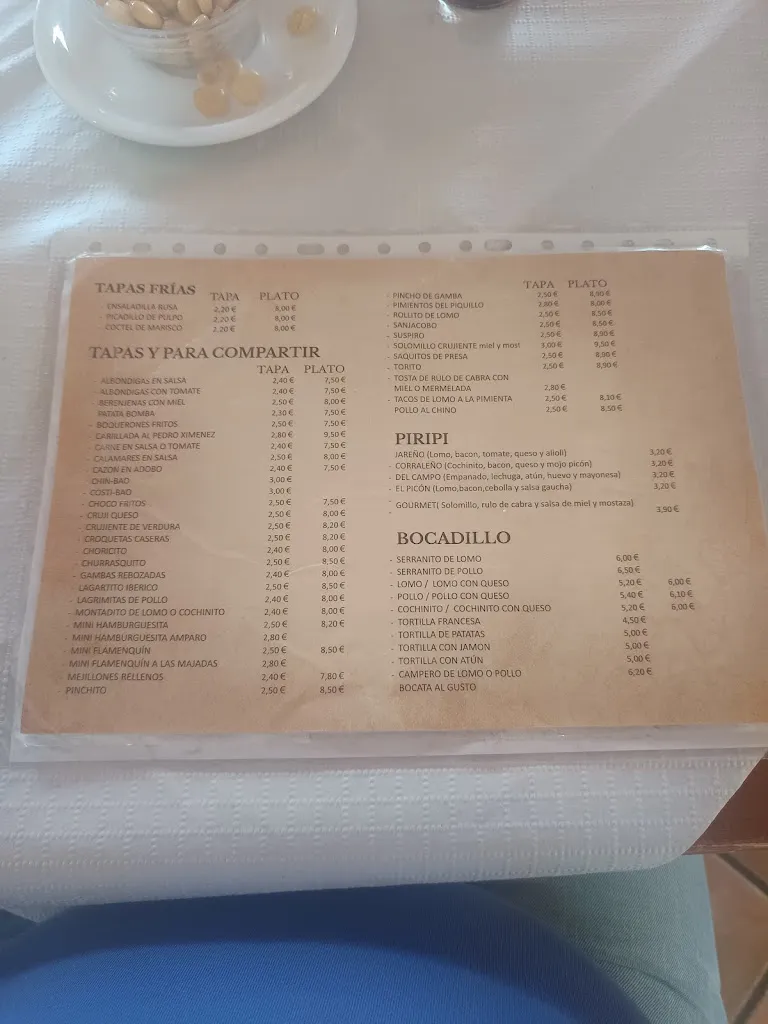 TAPAS FRÍAS TAPA PLATO
- ENSALADILLA RUSA 2,20 € 8,00 €
- PICADILLO DE PULPO 2,20 € 8,00 €
- COCTEL DE MARISCO 2,20 € 8,00 €
TAPAS Y PARA COMPARTIR
TAPA PLATO
- ALBONDIGAS EN SALSA 2,40 € 7,50 €
- ALBONDIGAS CON TOMATE 2,40 € 7,50 €
- BERENJENAS CON MIEL 2,50 € 8,00 €
PATATA BOMBA 2,30 € 7,50 €
- BOQUERONES FRITOS 2,50 € 7,50 €
- CARILLADA AL PEDRO XIMENEZ 2,80 € 9,50 €
- CARNE EN SALSA O TOMATE 2,40 € 7,50 €
- CALAMARES EN SALSA 2,50 € 8,00 €
- CAZON EN ADOBO 2,40 € 7,50 €
- CHIN-BAO 3,00 €
- COSTI-BAO 3,00 €
- CHOCO FRITOS 2,50 € 7,50 €
- CRUJI QUESO 2,50 € 8,00 €
- CRUJIENTE DE VERDURA 2,50 € 8,20 €
- CROQUETAS CASERAS 2,50 € 8,20 €
- CHORICITO 2,40 € 8,00 €
- CHURRASQUITO 2,50 € 8,50 €
- GAMBAS REBOZADAS 2,40 € 8,00 €
- LAGARTITO IBERICO 2,50 € 8,50 €
- LAGRIMITAS DE POLLO 2,40 € 8,00 €
- MONTADITO DE LOMO O COCHINITO 2,40 € 8,00 €
- MINI HAMBURGUESITA 2,50 € 8,20 €
- MINI HAMBURGUESITA AMPARO 2,80 €
- MINI FLAMENQUÍN 2,50 € 8,50 €
- MINI FLAMENQUÍN A LAS MAJADAS 2,80 €
- MEJILLONES RELLENOS 2,40 € 7,80 €
- PINCHITO 2,50 € 8,50 €
TAPA PLATO
- PINCHO DE GAMBA 2,50 € 8,90 €
- PIMIENTOS DEL PIQUILLO 2,80 € 8,00 €
- ROLLITO DE LOMO 2,50 € 8,50 €
- SANJACOBO 2,50 € 8,50 €
- SUSPIRO 2,50 € 8,90 €
- SOLOMILLO CRUJIENTE miel y most 3,00 € 9,50 €
- SAQUITOS DE PRESA 2,50 € 8,90 €
- TORITO 2,50 € 8,90 €
- TOSTA DE RULO DE CABRA CON
MIEL O MERMELADA 2,80 €
- TACOS DE LOMO A LA PIMIENTA 2,50 € 8,10 €
POLLO AL CHINO 2,50 € 8,50 €
PIRIPI
JAREÑO (Lomo, bacon, tomate, queso y alioli) 3,20 €
- CORRALEÑO (Cochinito, bacon, queso y mojo picón) 3,20 €
- DEL CAMPO (Empanado, lechuga, atún, huevo y mayonesa) 3,20 €
- EL PICÓN (Lomo,bacon,cebolla y salsa gaucha) 3,20 €
- GOURMET( Solomillo, rulo de cabra y salsa de miel y mostaza) 3,90 €
BOCADILLO
- SERRANITO DE LOMO 6,00 €
- SERRANITO DE POLLO 6,50 €
- LOMO / LOMO CON QUESO 5,20 € 6,00 €
- POLLO / POLLO CON QUESO 5,40 € 6,10 €
- COCHINITO / COCHINITO CON QUESO 5,20 € 6,00 €
- TORTILLA FRANCESA 4,50 €
- TORTILLA DE PATATAS 5,00 €
- TORTILLA CON JAMON 5,00 €
- TORTILLA CON ATÚN 5,00 €
- CAMPERO DE LOMO O POLLO 6,20 €
BOCATA AL GUSTO